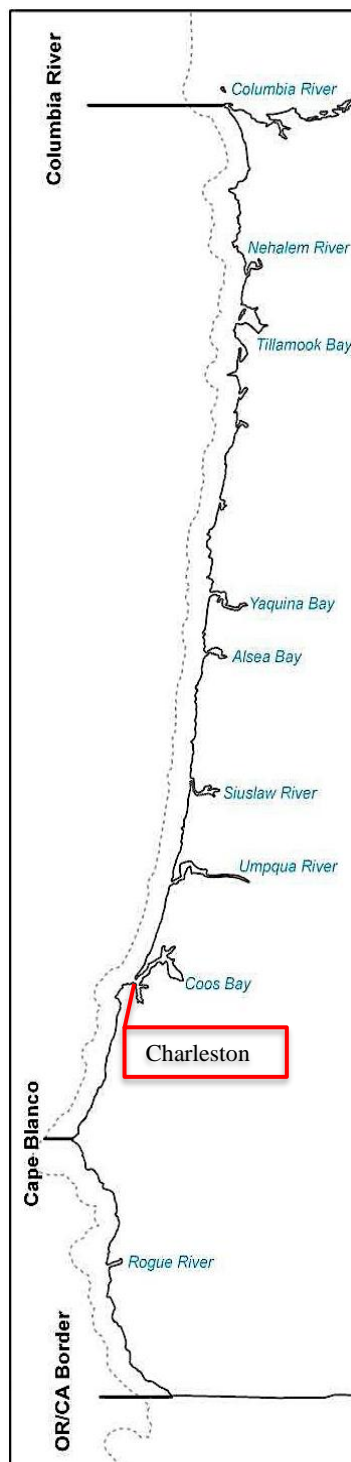 Columbia River
Columbia River
Nehalem River
Tillamook Bay
Yaquina Bay
Alsea Bay
Siuslaw River
Umpqua River
Coos Bay
Charleston
Cape Blanco
Rogue River
OR/CA Border